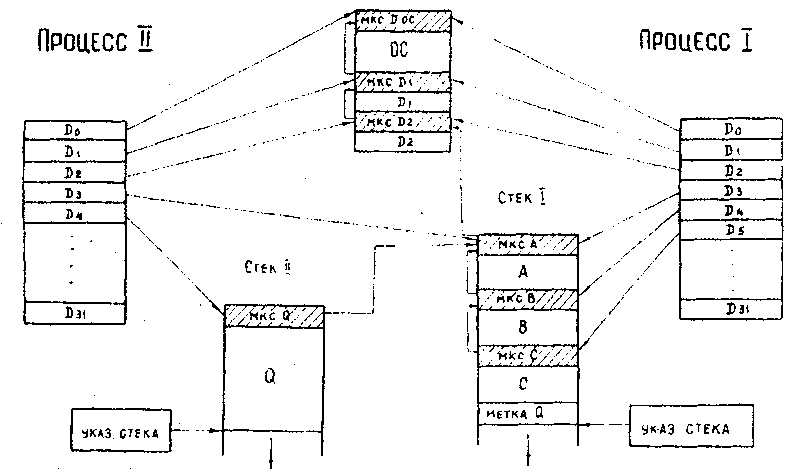 ПРОЦЕСС II
МКС D ОС
ОС
МКС D1
D1
МКС D2
D2
ПРОЦЕСС I
D0
D1
D2
D3
D4
D31
D0
D1
D2
D3
D4
D5
D31
СТЕК II
МКС Q
Q
УКАЗ. СТЕКА
СТЕК I
МКС A
A
МКС B
B
МКС C
C
МЕТКА Q
УКАЗ. СТЕКА